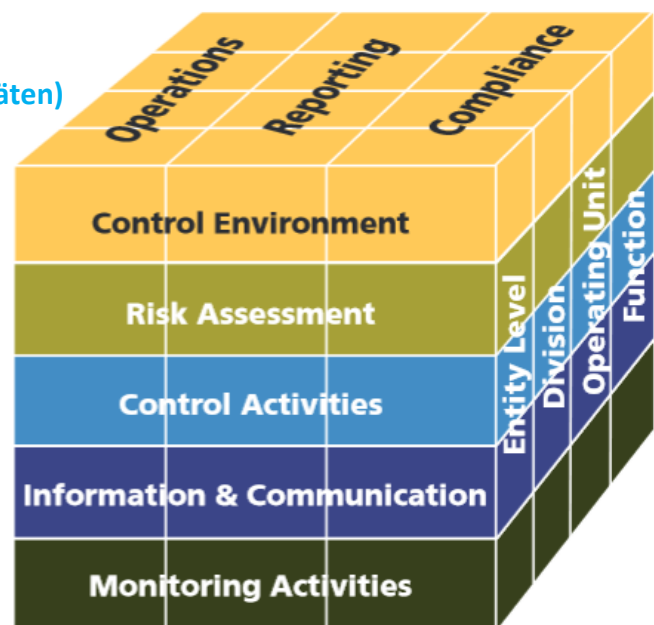 äten)
Operations
Reporting
Compliance
Control Environment
Risk Assessment
Control Activities
Information & Communication
Monitoring Activities
Entity Level
Division
Operating Unit
Function